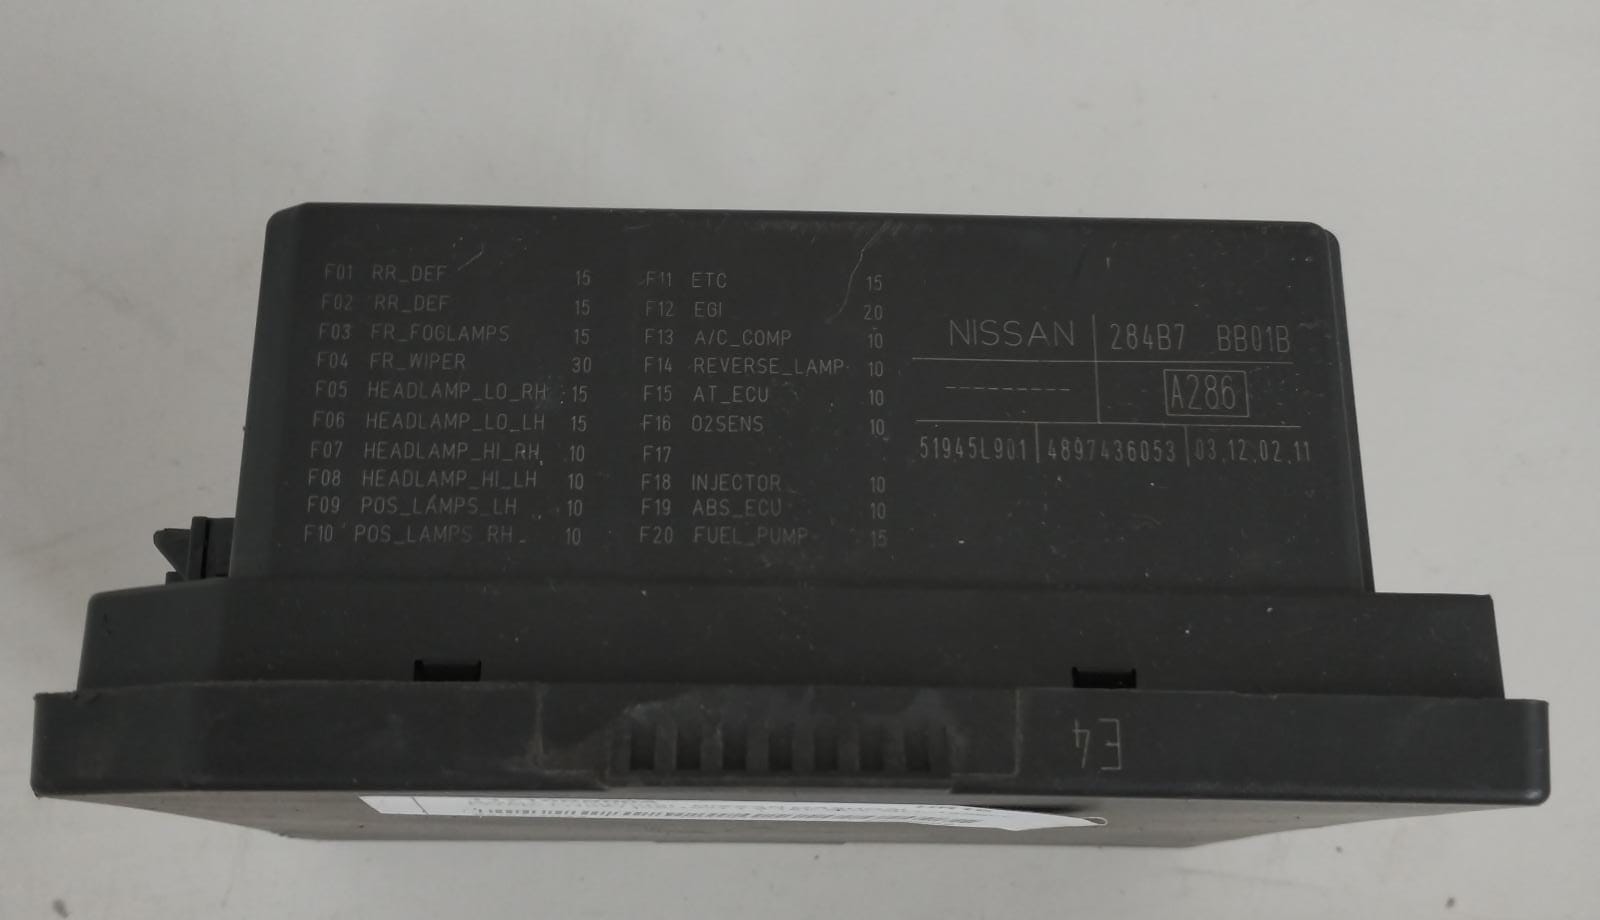 F01 RR_DEF 15
F02 RR_DEF 15
F03 FR_FOGLAMPS 15
F04 FR_WIPER 30
F05 HEADLAMP_LO_RH 15
F06 HEADLAMP_LO_LH 15
F07 HEADLAMP_HI_RH 10
F08 HEADLAMP_HI_LH 10
F09 POS_LAMPS_LH 10
F10 POS_LAMPS_RH 10
F11 ETC 15
F12 EGI 20
F13 A/C_COMP 10
F14 REVERSE_LAMP 10
F15 AT_ECU 10
F16 O2SENS 10
F17
F18 INJECTOR 10
F19 ABS_ECU 10
F20 FUEL_PUMP 15
NISSAN 284B7 BB01B
--------- A286
51945L901 4897436053 03.12.02.11
E4